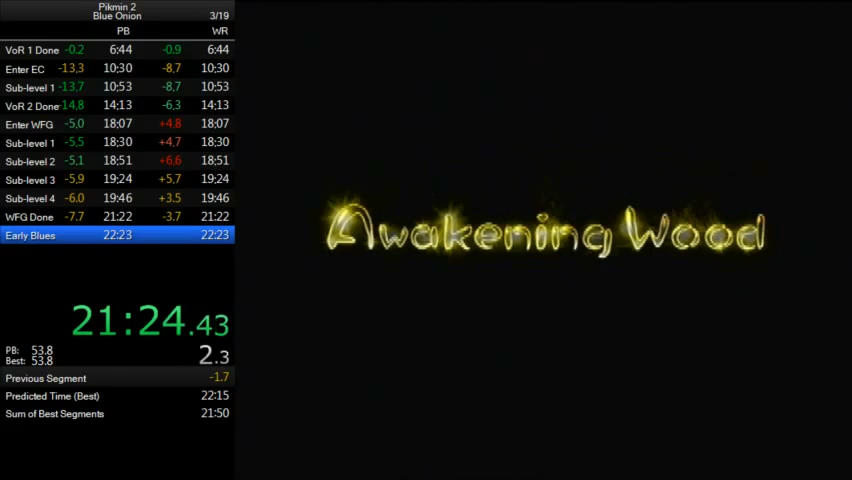 Pikmin 2
Blue Onion 3/19
PB WR
VoR 1 Done -0.2 6:44 -0.9 6:44
Enter EC -13,3 10;30 -8,7 10;30
Sub-level 1 -13,7 10;53 -8,7 10;53
VoR 2 Done -14,8 14;13 -6,3 14;13
Enter WFG -5,0 18;07 +4,8 18;07
Sub-level 1 -5,5 18;30 +4,7 18;30
Sub-level 2 -5,1 18;51 +6,6 18;51
Sub-level 3 -5,9 19;24 +5,7 19;24
Sub-level 4 -6.0 19:46 +3.5 19:46
WFG Done -7.7 21:22 -3.7 21:22
Early Blues 22:23 22:23
21:24.43
PB: 53.8
Best: 53.8
2.3
Previous Segment -1.7
Predicted Time (Best) 22:15
Sum of Best Segments 21:50
Awakening Wood